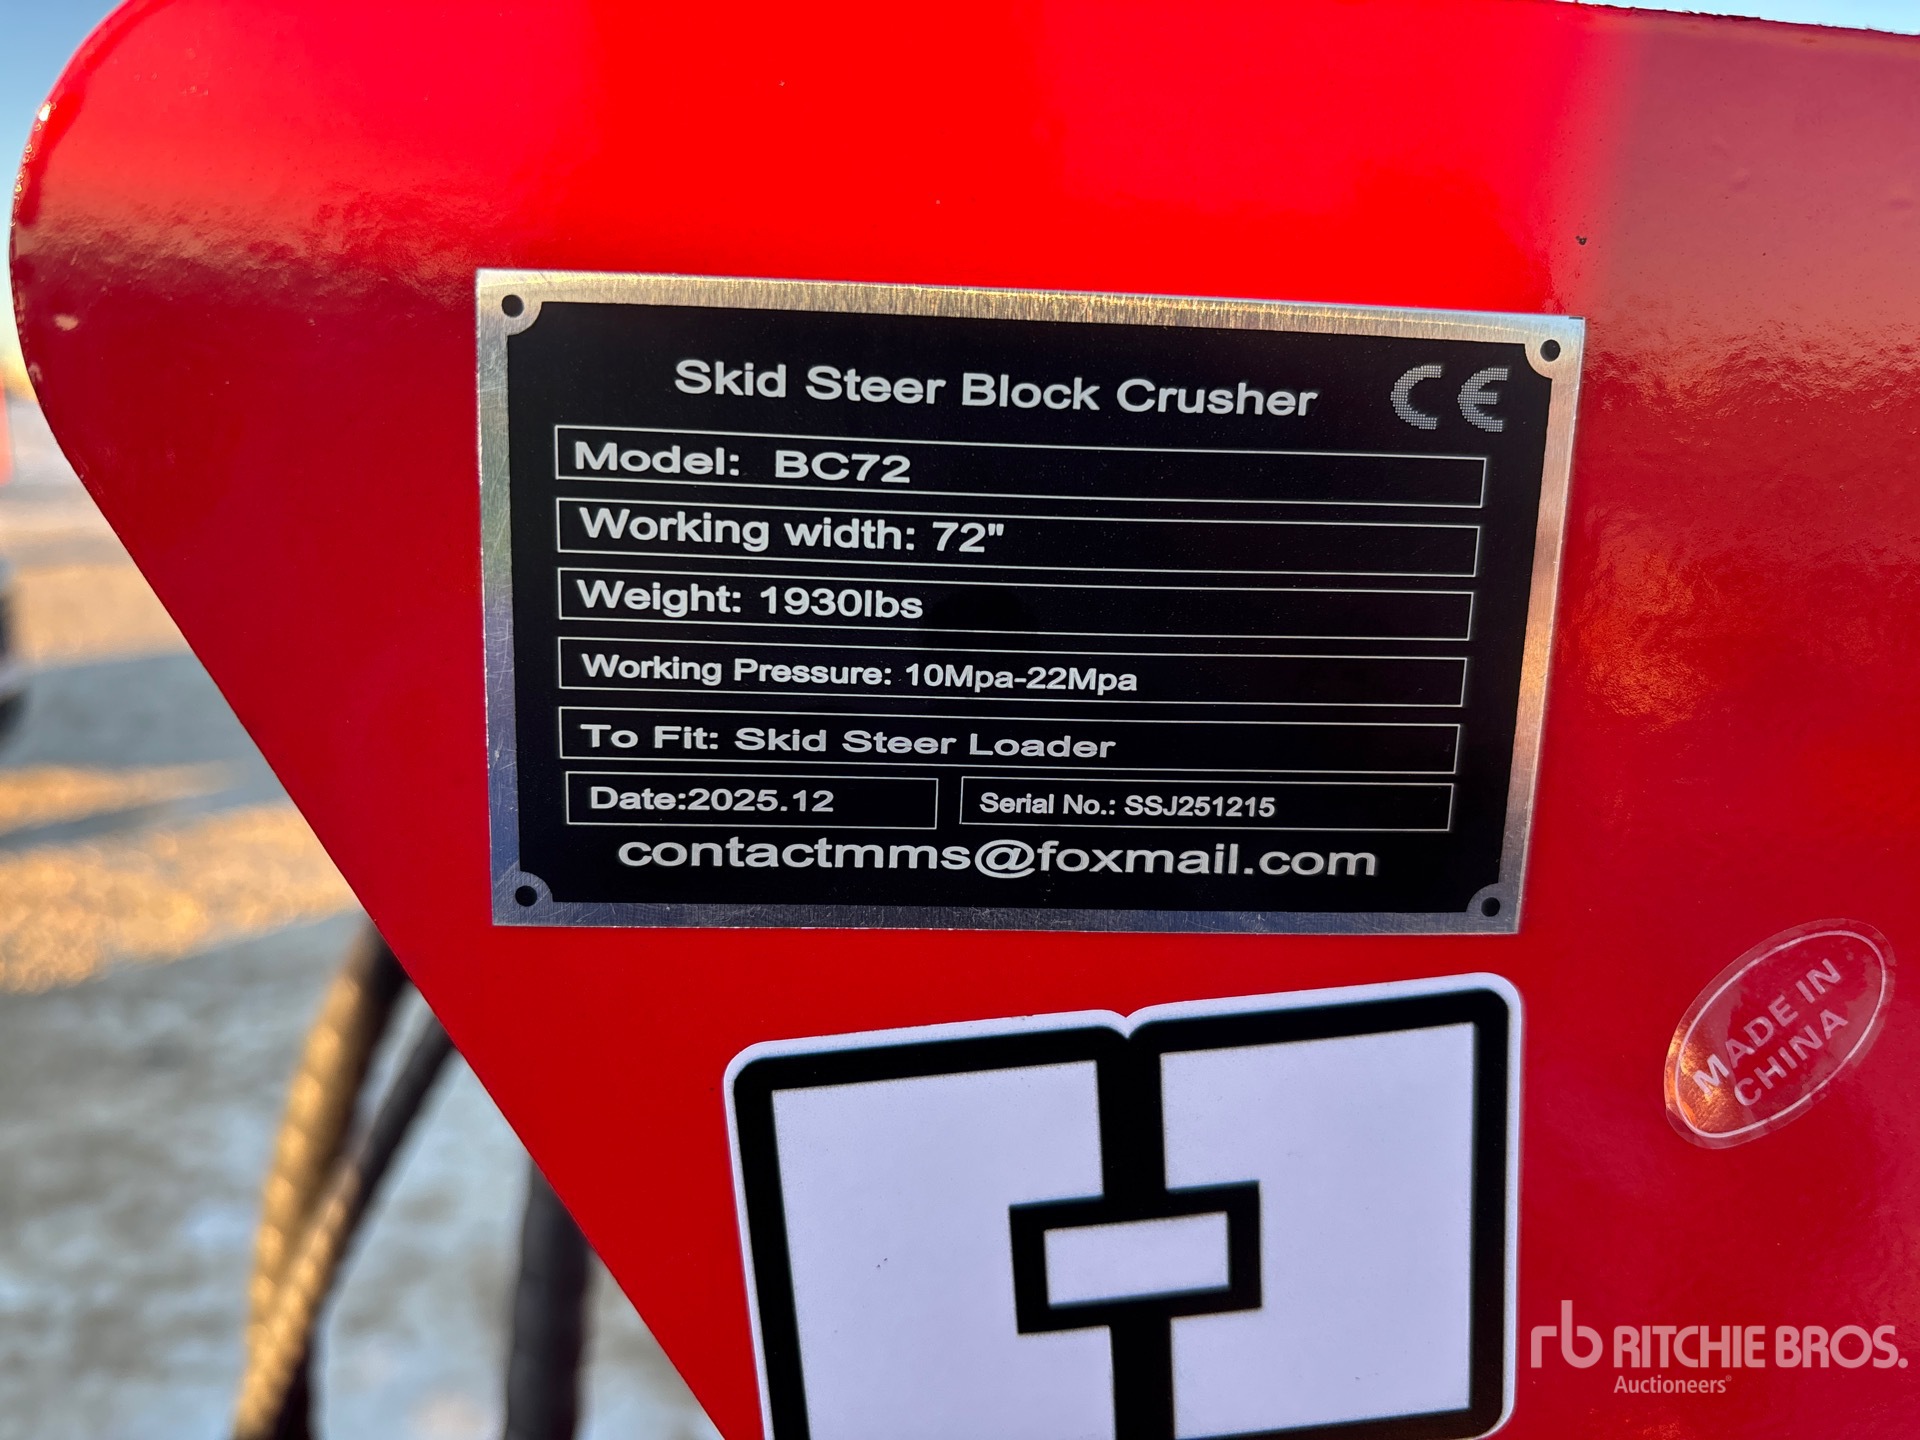 Skid Steer Block Crusher CE
Model: BC72
Working width: 72"
Weight: 1930lbs
Working Pressure: 10Mpa-22Mpa
To Fit: Skid Steer Loader
Date:2025.12 Serial No.: SSJ251215
contactmms@foxmail.com
MADE IN
CHINA
rb RITCHIE BROS.
Auctioneers®